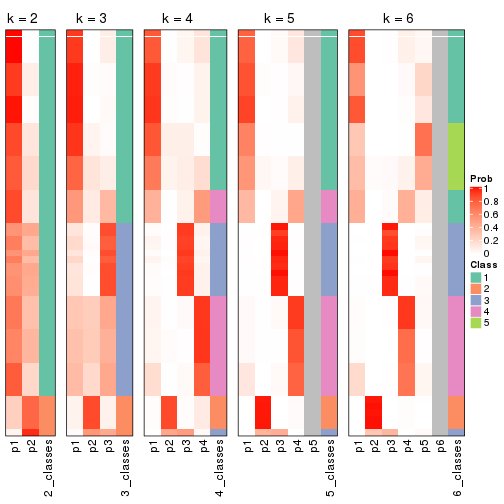 k = 2
k = 3
k = 4
k = 5
k = 6
p1
p2
2_classes
p1
p2
p3
3_classes
p1
p2
p3
p4
4_classes
p1
p2
p3
p4
p5
5_classes
p1
p2
p3
p4
p5
p6
6_classes
Prob
1
0.8
0.6
0.4
0.2
0
Class
1
2
3
4
5